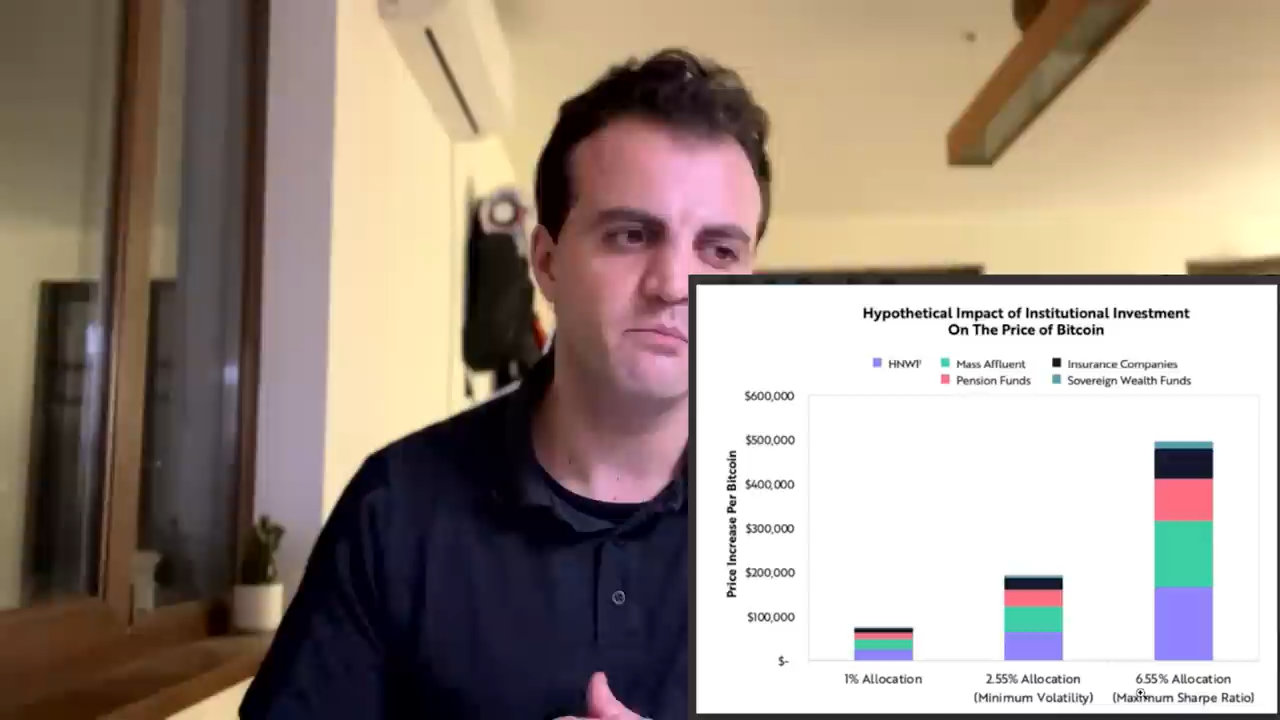 Hypothetical Impact of Institutional Investment
On The Price of Bitcoin
HNWI¹ Mass Affluent Insurance Companies
Pension Funds Sovereign Wealth Funds
$600,000
$500,000
$400,000
$300,000
$200,000
$100,000
$-
Price Increase Per Bitcoin
1% Allocation 2.55% Allocation 6.55% Allocation
(Minimum Volatility) (Maximum Sharpe Ratio)